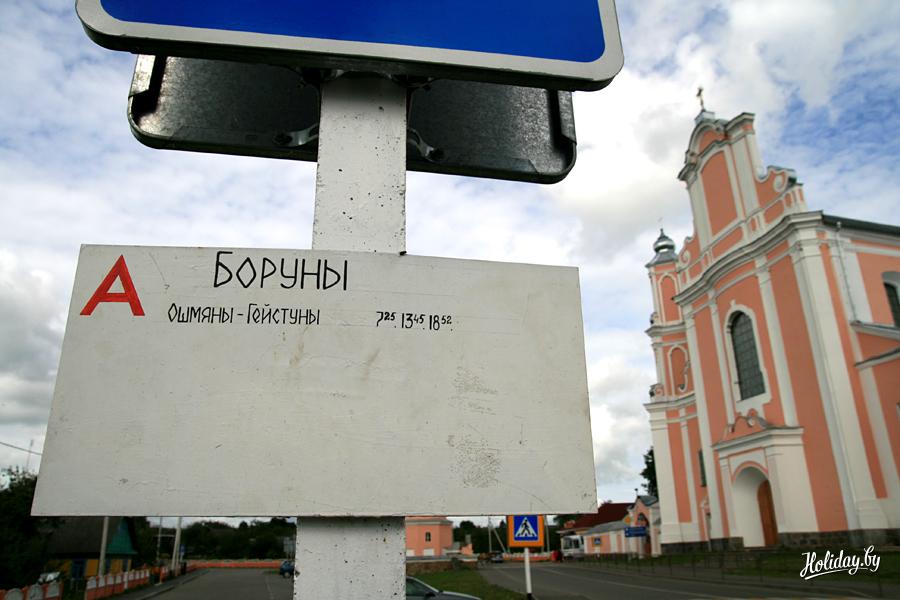 А Боруны
Ошмяны - Гейстуны 7²⁵. 13⁴⁵. 18⁵².
Holiday.by